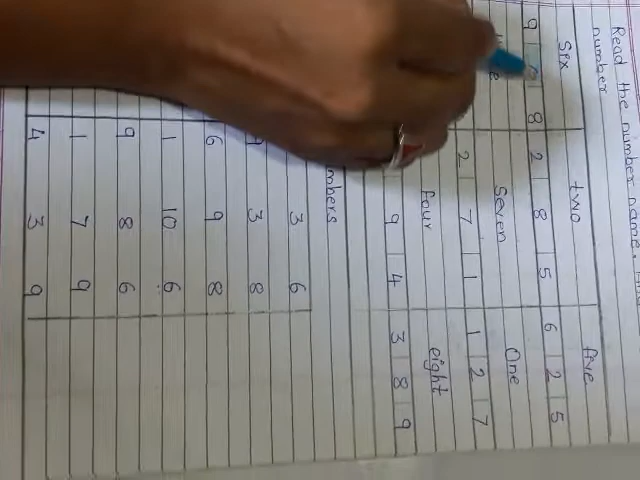 Read the number name.
number
Six two five
9 8 2 8 5 6 2 5
Seven One
2 7 1 1 2 7
four eight
9 4 3 8 9
3 6
3 8
6 9 8
1 10 6
9 8 6
1 7 9
4 3 9